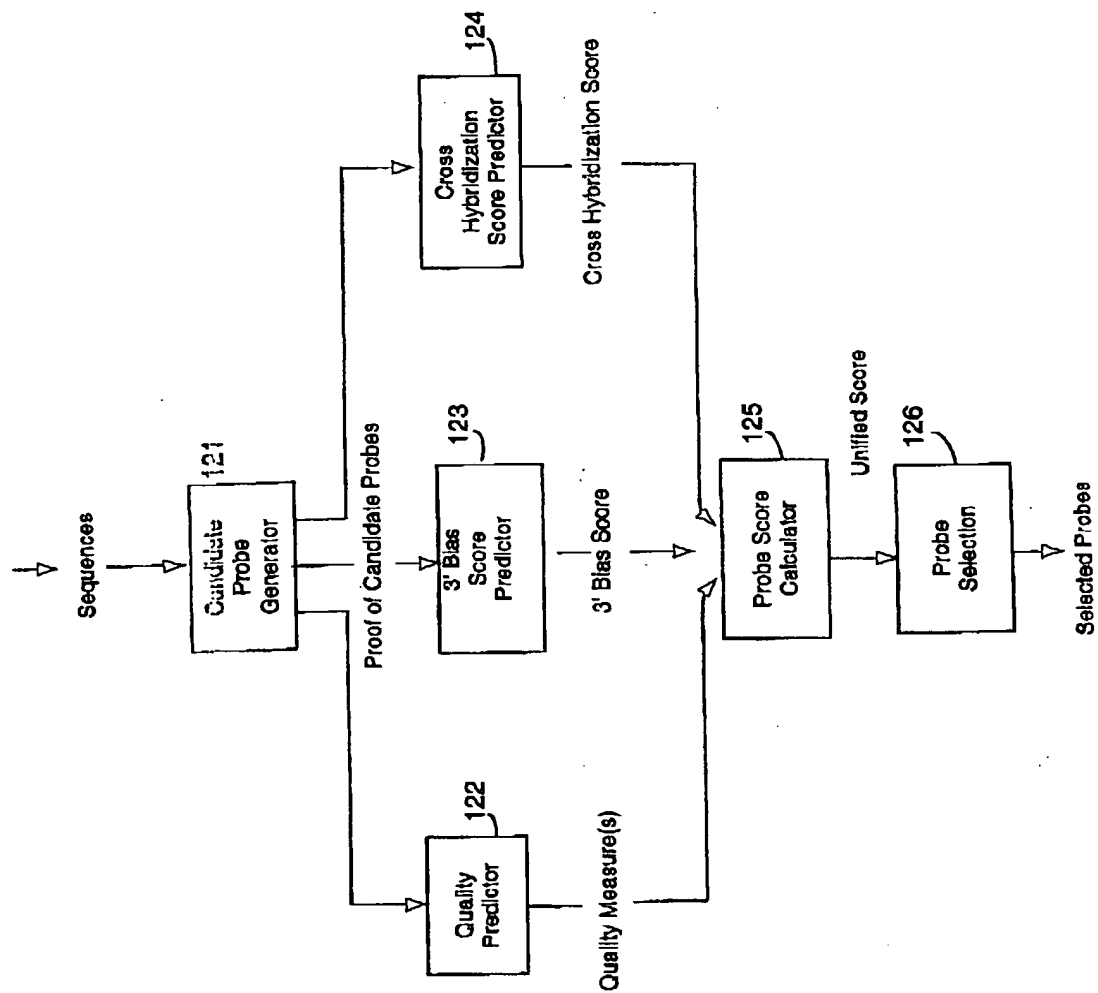 Sequences
121
Candidate
Probe
Generator
Proof of Candidate Probes
122
Quality
Predictor
123
3' Bias
Score
Predictor
124
Cross
Hybridization
Score Predictor
Quality Measure(s)
3' Bias Score
Cross Hybridization Score
125
Probe Score
Calculator
Unified Score
126
Probe
Selection
Selected Probes